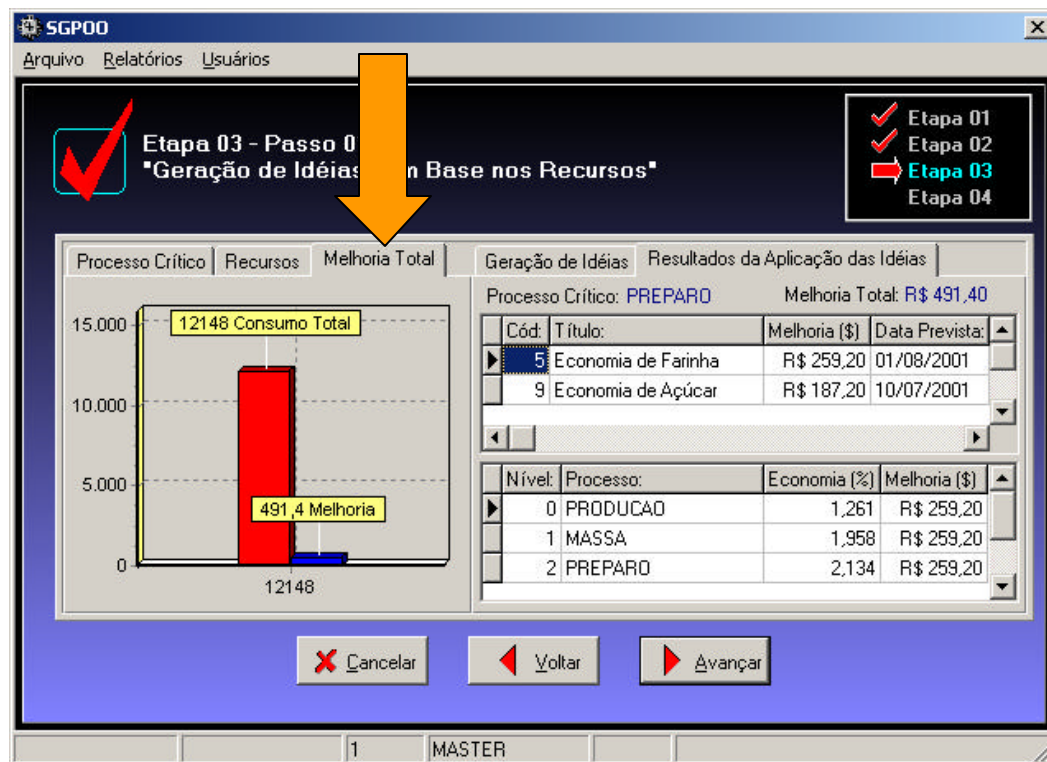 SGPOO
Arquivo Relatórios Usuários
Etapa 03 - Passo 0
"Geração de Idéias m Base nos Recursos"
Etapa 01
Etapa 02
Etapa 03
Etapa 04
Processo Crítico Recursos Melhoria Total
15.000
12148 Consumo Total
10.000
5.000
491,4 Melhoria
0
12148
Geração de Idéias Resultados da Aplicação das Idéias
Processo Crítico: PREPARO Melhoria Total: R$ 491,40
Cód: Título: Melhoria ($) Data Prevista:
5 Economia de Farinha R$ 259,20 01/08/2001
9 Economia de Açúcar R$ 187,20 10/07/2001
Nível: Processo: Economia (%) Melhoria ($)
0 PRODUCAO 1,261 R$ 259,20
1 MASSA 1,958 R$ 259,20
2 PREPARO 2,134 R$ 259,20
Cancelar Voltar Avançar
1 MASTER